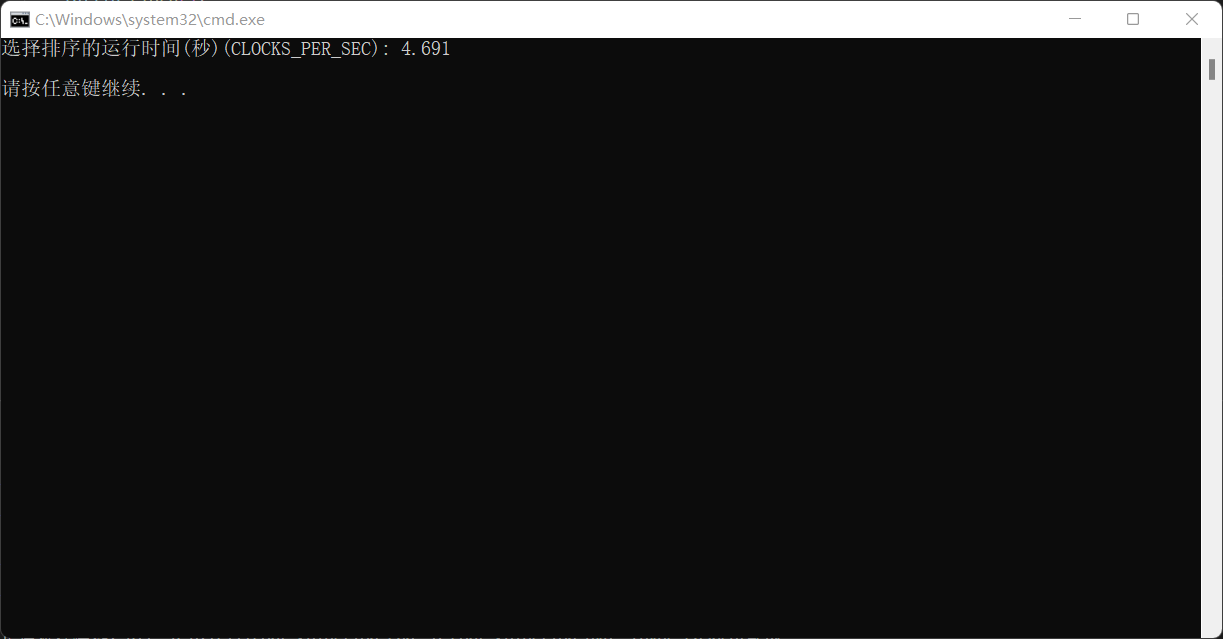 C:\Windows\system32\cmd.exe
选择排序的运行时间(秒)(CLOCKS_PER_SEC): 4.691
请按任意键继续. . .